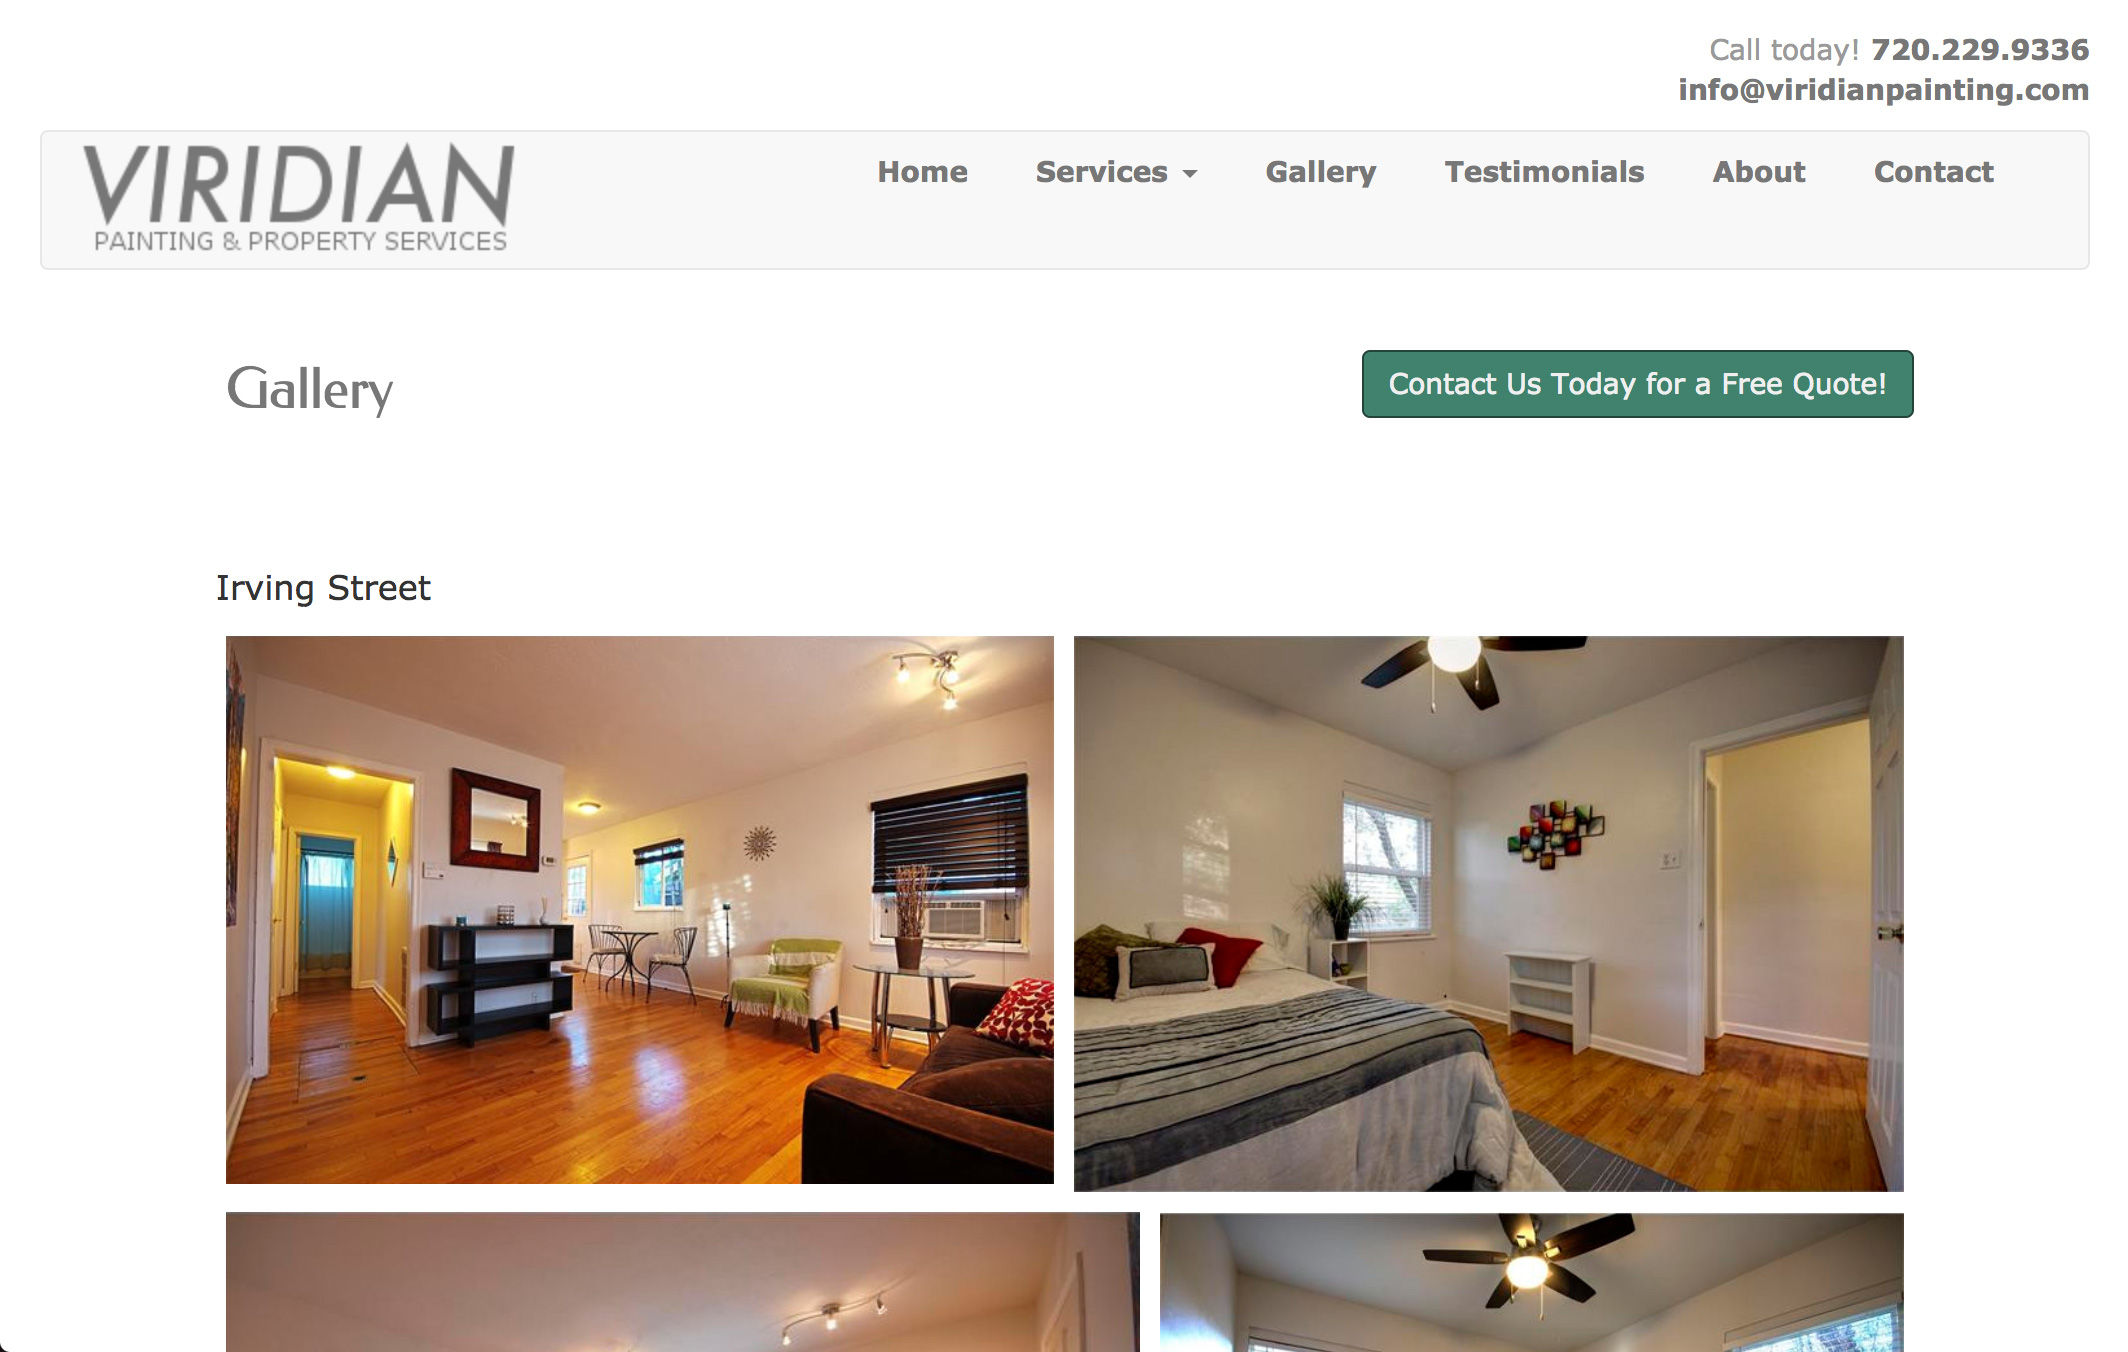 Call today! 720.229.9336
info@viridianpainting.com
VIRIDIAN
PAINTING & PROPERTY SERVICES
Home Services Gallery Testimonials About Contact
Gallery
Contact Us Today for a Free Quote!
Irving Street